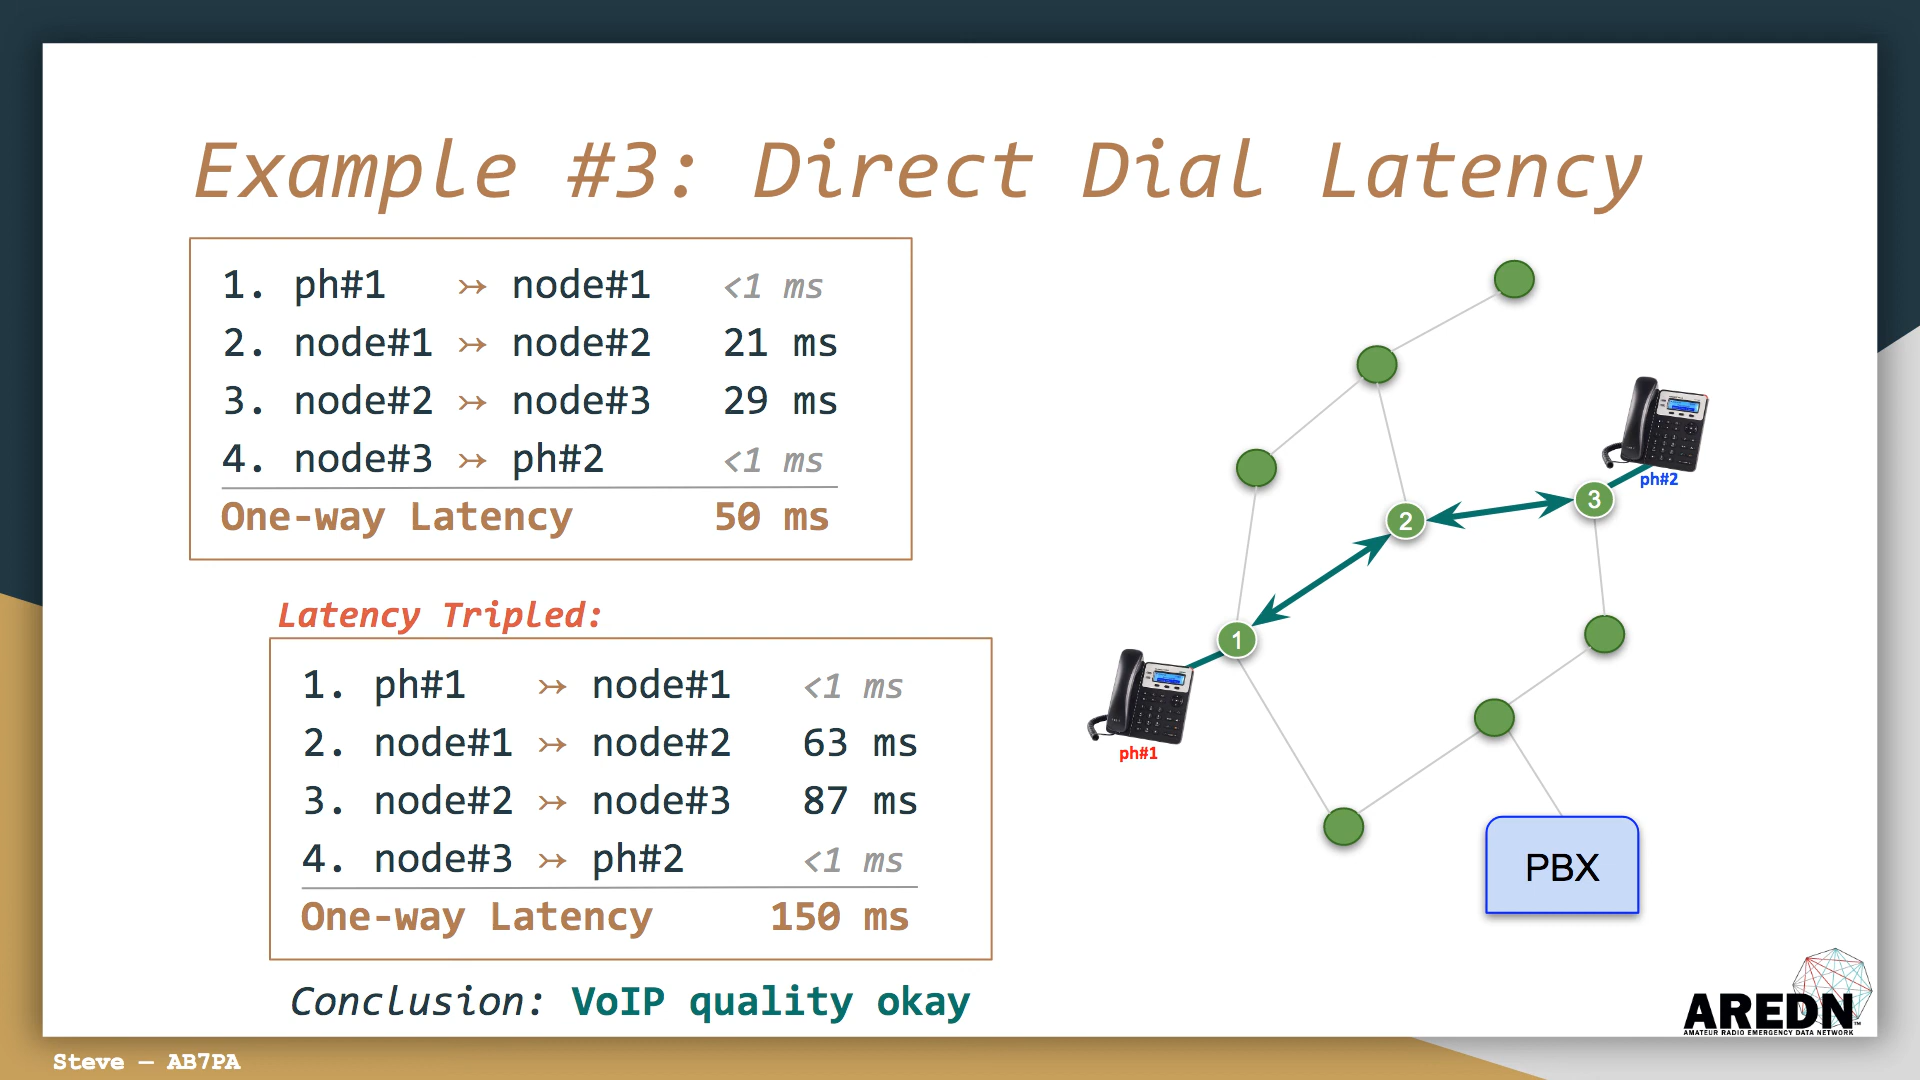 Example #3: Direct Dial Latency
1. ph#1 ↣ node#1 <1 ms
2. node#1 ↣ node#2 21 ms
3. node#2 ↣ node#3 29 ms
4. node#3 ↣ ph#2 <1 ms
One-way Latency 50 ms
Latency Tripled:
1. ph#1 ↣ node#1 <1 ms
2. node#1 ↣ node#2 63 ms
3. node#2 ↣ node#3 87 ms
4. node#3 ↣ ph#2 <1 ms
One-way Latency 150 ms
Conclusion: VoIP quality okay
ph#2
3
2
1
ph#1
PBX
AREDN™
AMATEUR RADIO EMERGENCY DATA NETWORK
Steve – AB7PA